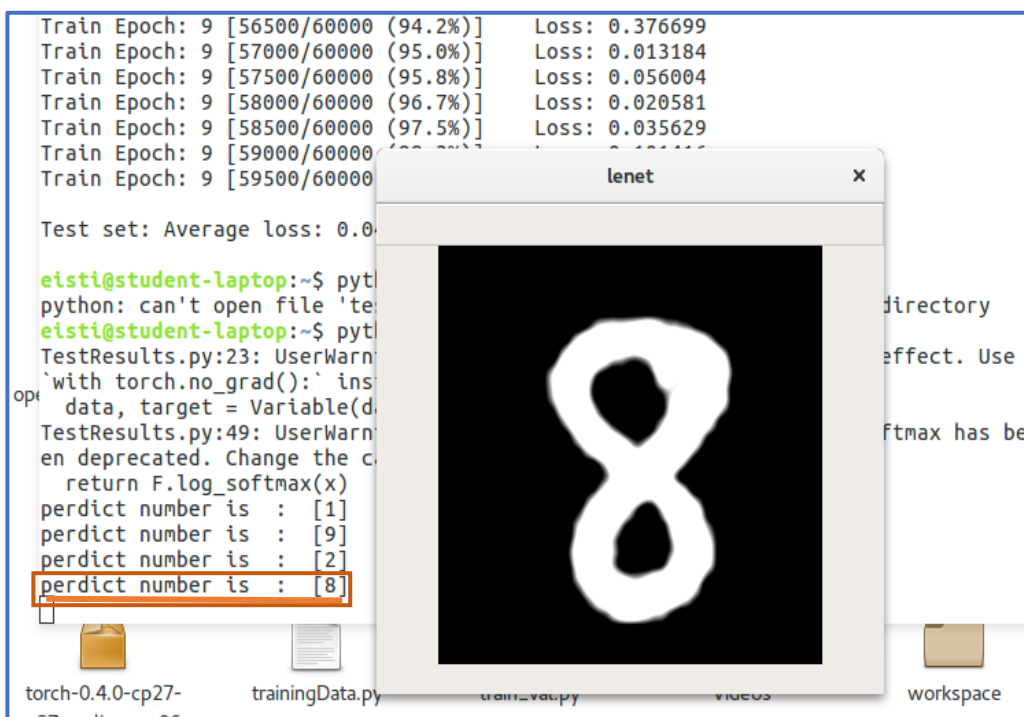 Train Epoch: 9 [56500/60000 (94.2%)]    Loss: 0.376699
Train Epoch: 9 [57000/60000 (95.0%)]    Loss: 0.013184
Train Epoch: 9 [57500/60000 (95.8%)]    Loss: 0.056004
Train Epoch: 9 [58000/60000 (96.7%)]    Loss: 0.020581
Train Epoch: 9 [58500/60000 (97.5%)]    Loss: 0.035629
Train Epoch: 9 [59000/60000
Train Epoch: 9 [59500/60000
lenet ×
Test set: Average loss: 0.0
eisti@student-laptop:~$ pyt
python: can't open file 'te directory
eisti@student-laptop:~$ pyt
TestResults.py:23: UserWarn effect. Use
`with torch.no_grad():` ins
ope
data, target = Variable(d
TestResults.py:49: UserWarn ftmax has be
en deprecated. Change the c
return F.log_softmax(x)
perdict number is  :  [1]
perdict number is  :  [9]
perdict number is  :  [2]
perdict number is  :  [8]
8
torch-0.4.0-cp27- trainingData.py train_val.py Videos workspace